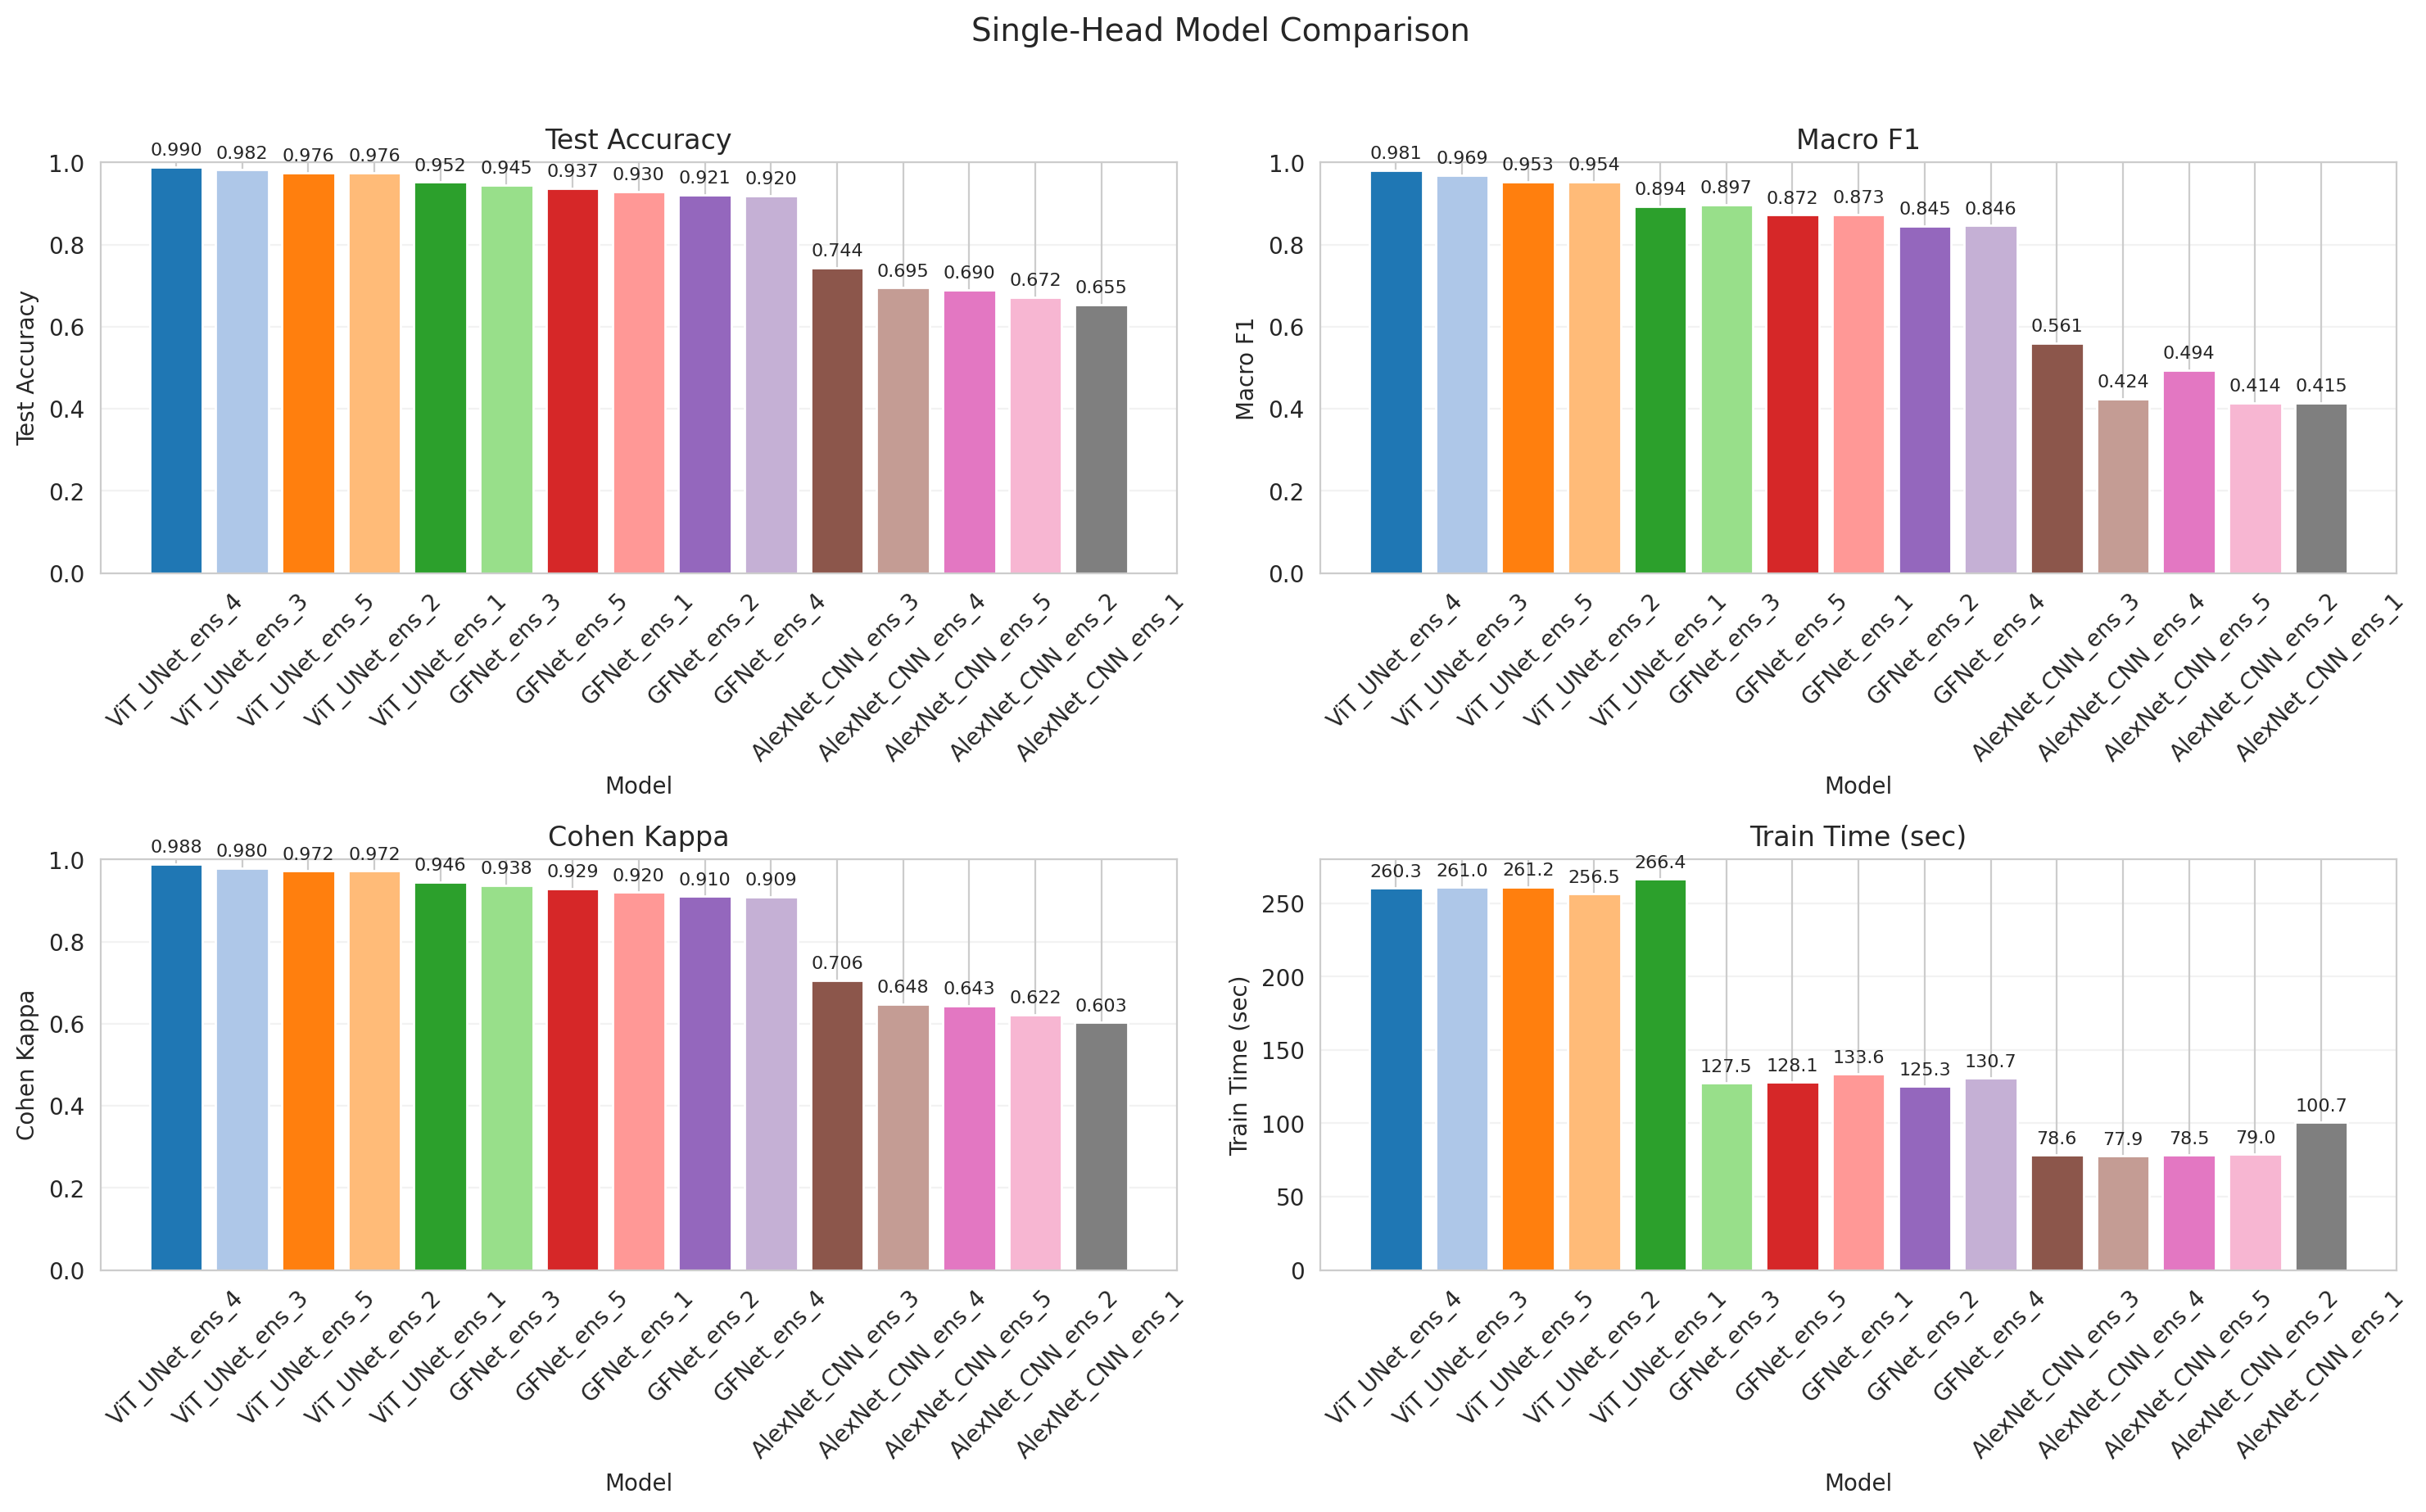 Single-Head Model Comparison
Test Accuracy
0.990 0.982 0.976 0.976 0.952 0.945 0.937 0.930 0.921 0.920 0.744 0.695 0.690 0.672 0.655
1.0
0.8
0.6
0.4
0.2
0.0
Test Accuracy
ViT_UNet_ens_4 ViT_UNet_ens_3 ViT_UNet_ens_5 ViT_UNet_ens_2 ViT_UNet_ens_1 GFNet_ens_3 GFNet_ens_5 GFNet_ens_1 GFNet_ens_2 GFNet_ens_4 AlexNet_CNN_ens_3 AlexNet_CNN_ens_4 AlexNet_CNN_ens_5 AlexNet_CNN_ens_2 AlexNet_CNN_ens_1
Model
Macro F1
0.981 0.969 0.953 0.954 0.894 0.897 0.872 0.873 0.845 0.846 0.561 0.424 0.494 0.414 0.415
1.0
0.8
0.6
0.4
0.2
0.0
Macro F1
ViT_UNet_ens_4 ViT_UNet_ens_3 ViT_UNet_ens_5 ViT_UNet_ens_2 ViT_UNet_ens_1 GFNet_ens_3 GFNet_ens_5 GFNet_ens_1 GFNet_ens_2 GFNet_ens_4 AlexNet_CNN_ens_3 AlexNet_CNN_ens_4 AlexNet_CNN_ens_5 AlexNet_CNN_ens_2 AlexNet_CNN_ens_1
Model
Cohen Kappa
0.988 0.980 0.972 0.972 0.946 0.938 0.929 0.920 0.910 0.909 0.706 0.648 0.643 0.622 0.603
1.0
0.8
0.6
0.4
0.2
0.0
Cohen Kappa
ViT_UNet_ens_4 ViT_UNet_ens_3 ViT_UNet_ens_5 ViT_UNet_ens_2 ViT_UNet_ens_1 GFNet_ens_3 GFNet_ens_5 GFNet_ens_1 GFNet_ens_2 GFNet_ens_4 AlexNet_CNN_ens_3 AlexNet_CNN_ens_4 AlexNet_CNN_ens_5 AlexNet_CNN_ens_2 AlexNet_CNN_ens_1
Model
Train Time (sec)
260.3 261.0 261.2 256.5 266.4 127.5 128.1 133.6 125.3 130.7 78.6 77.9 78.5 79.0 100.7
250
200
150
100
50
0
Train Time (sec)
ViT_UNet_ens_4 ViT_UNet_ens_3 ViT_UNet_ens_5 ViT_UNet_ens_2 ViT_UNet_ens_1 GFNet_ens_3 GFNet_ens_5 GFNet_ens_1 GFNet_ens_2 GFNet_ens_4 AlexNet_CNN_ens_3 AlexNet_CNN_ens_4 AlexNet_CNN_ens_5 AlexNet_CNN_ens_2 AlexNet_CNN_ens_1
Model